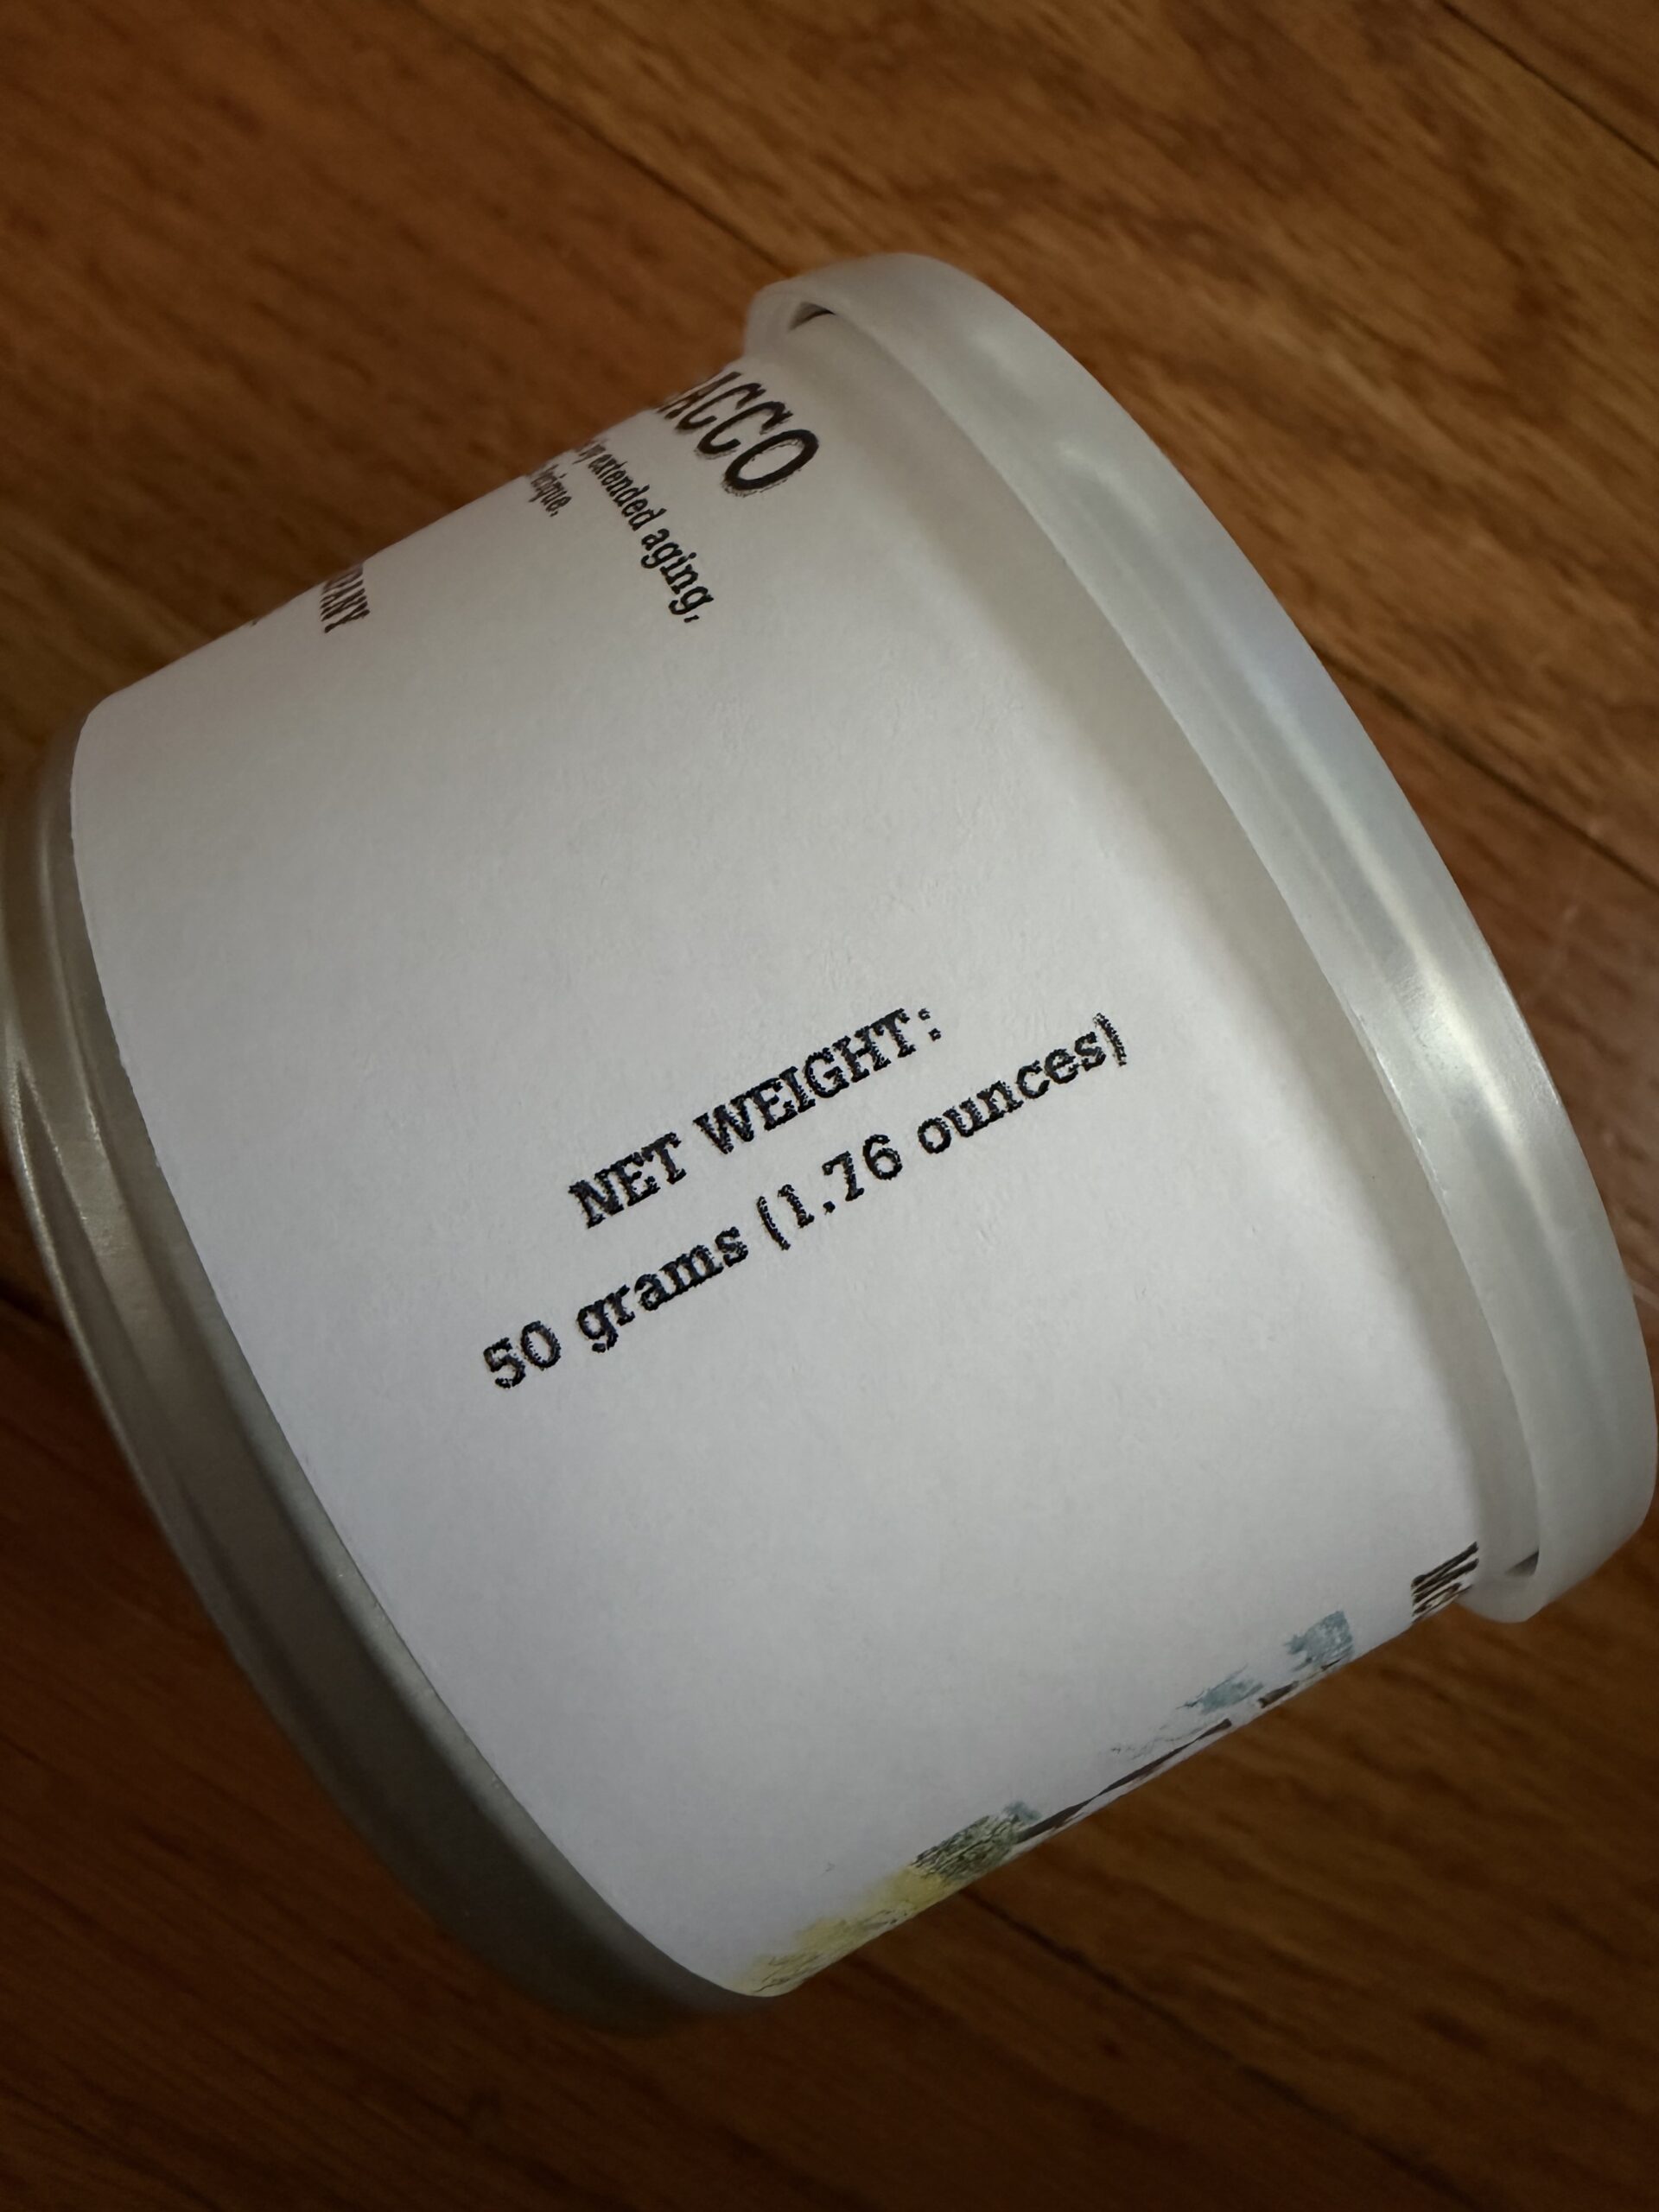 ACCO
extended aging,
NET WEIGHT:
50 grams (1.76 ounces)